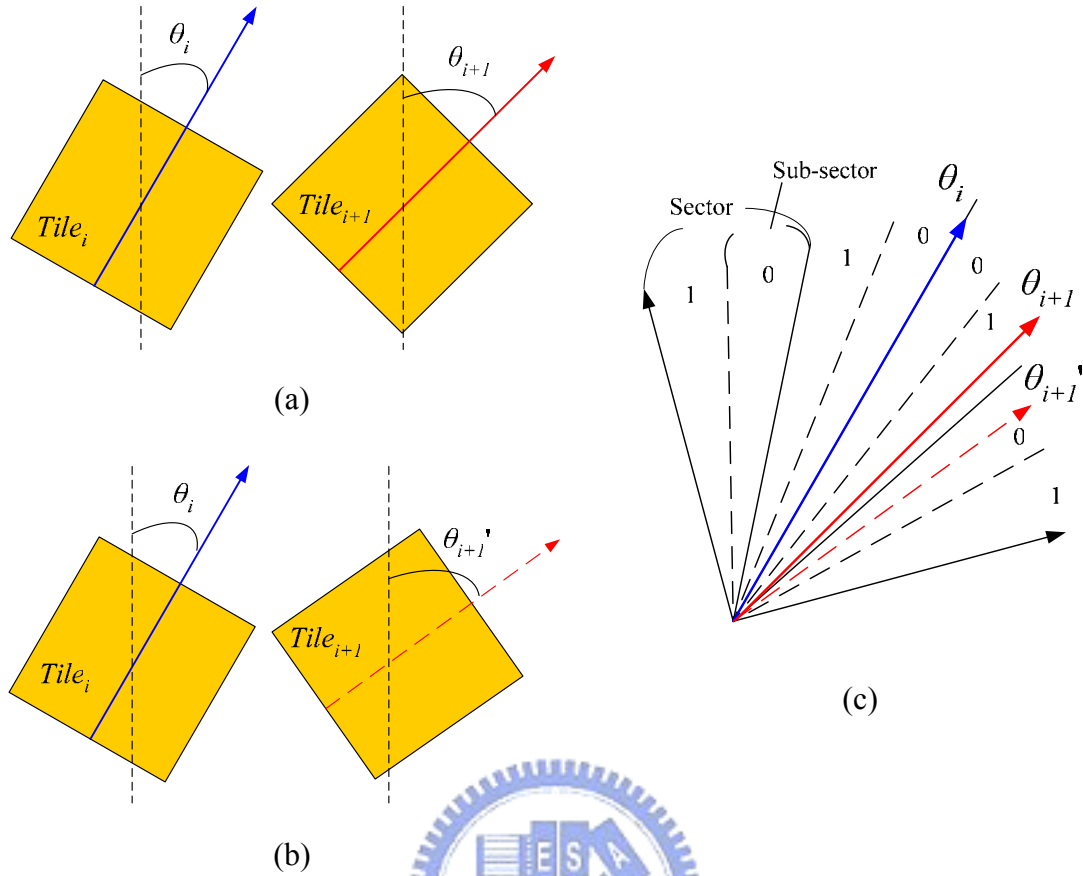 θi
θi+1
Tilei
Tilei+1
(a)
θi
θi+1'
Tilei
Tilei+1
(b)
Sub-sector
Sector
θi
1
0
1
0
0
θi+1
1
θi+1'
0
1
(c)
E S A